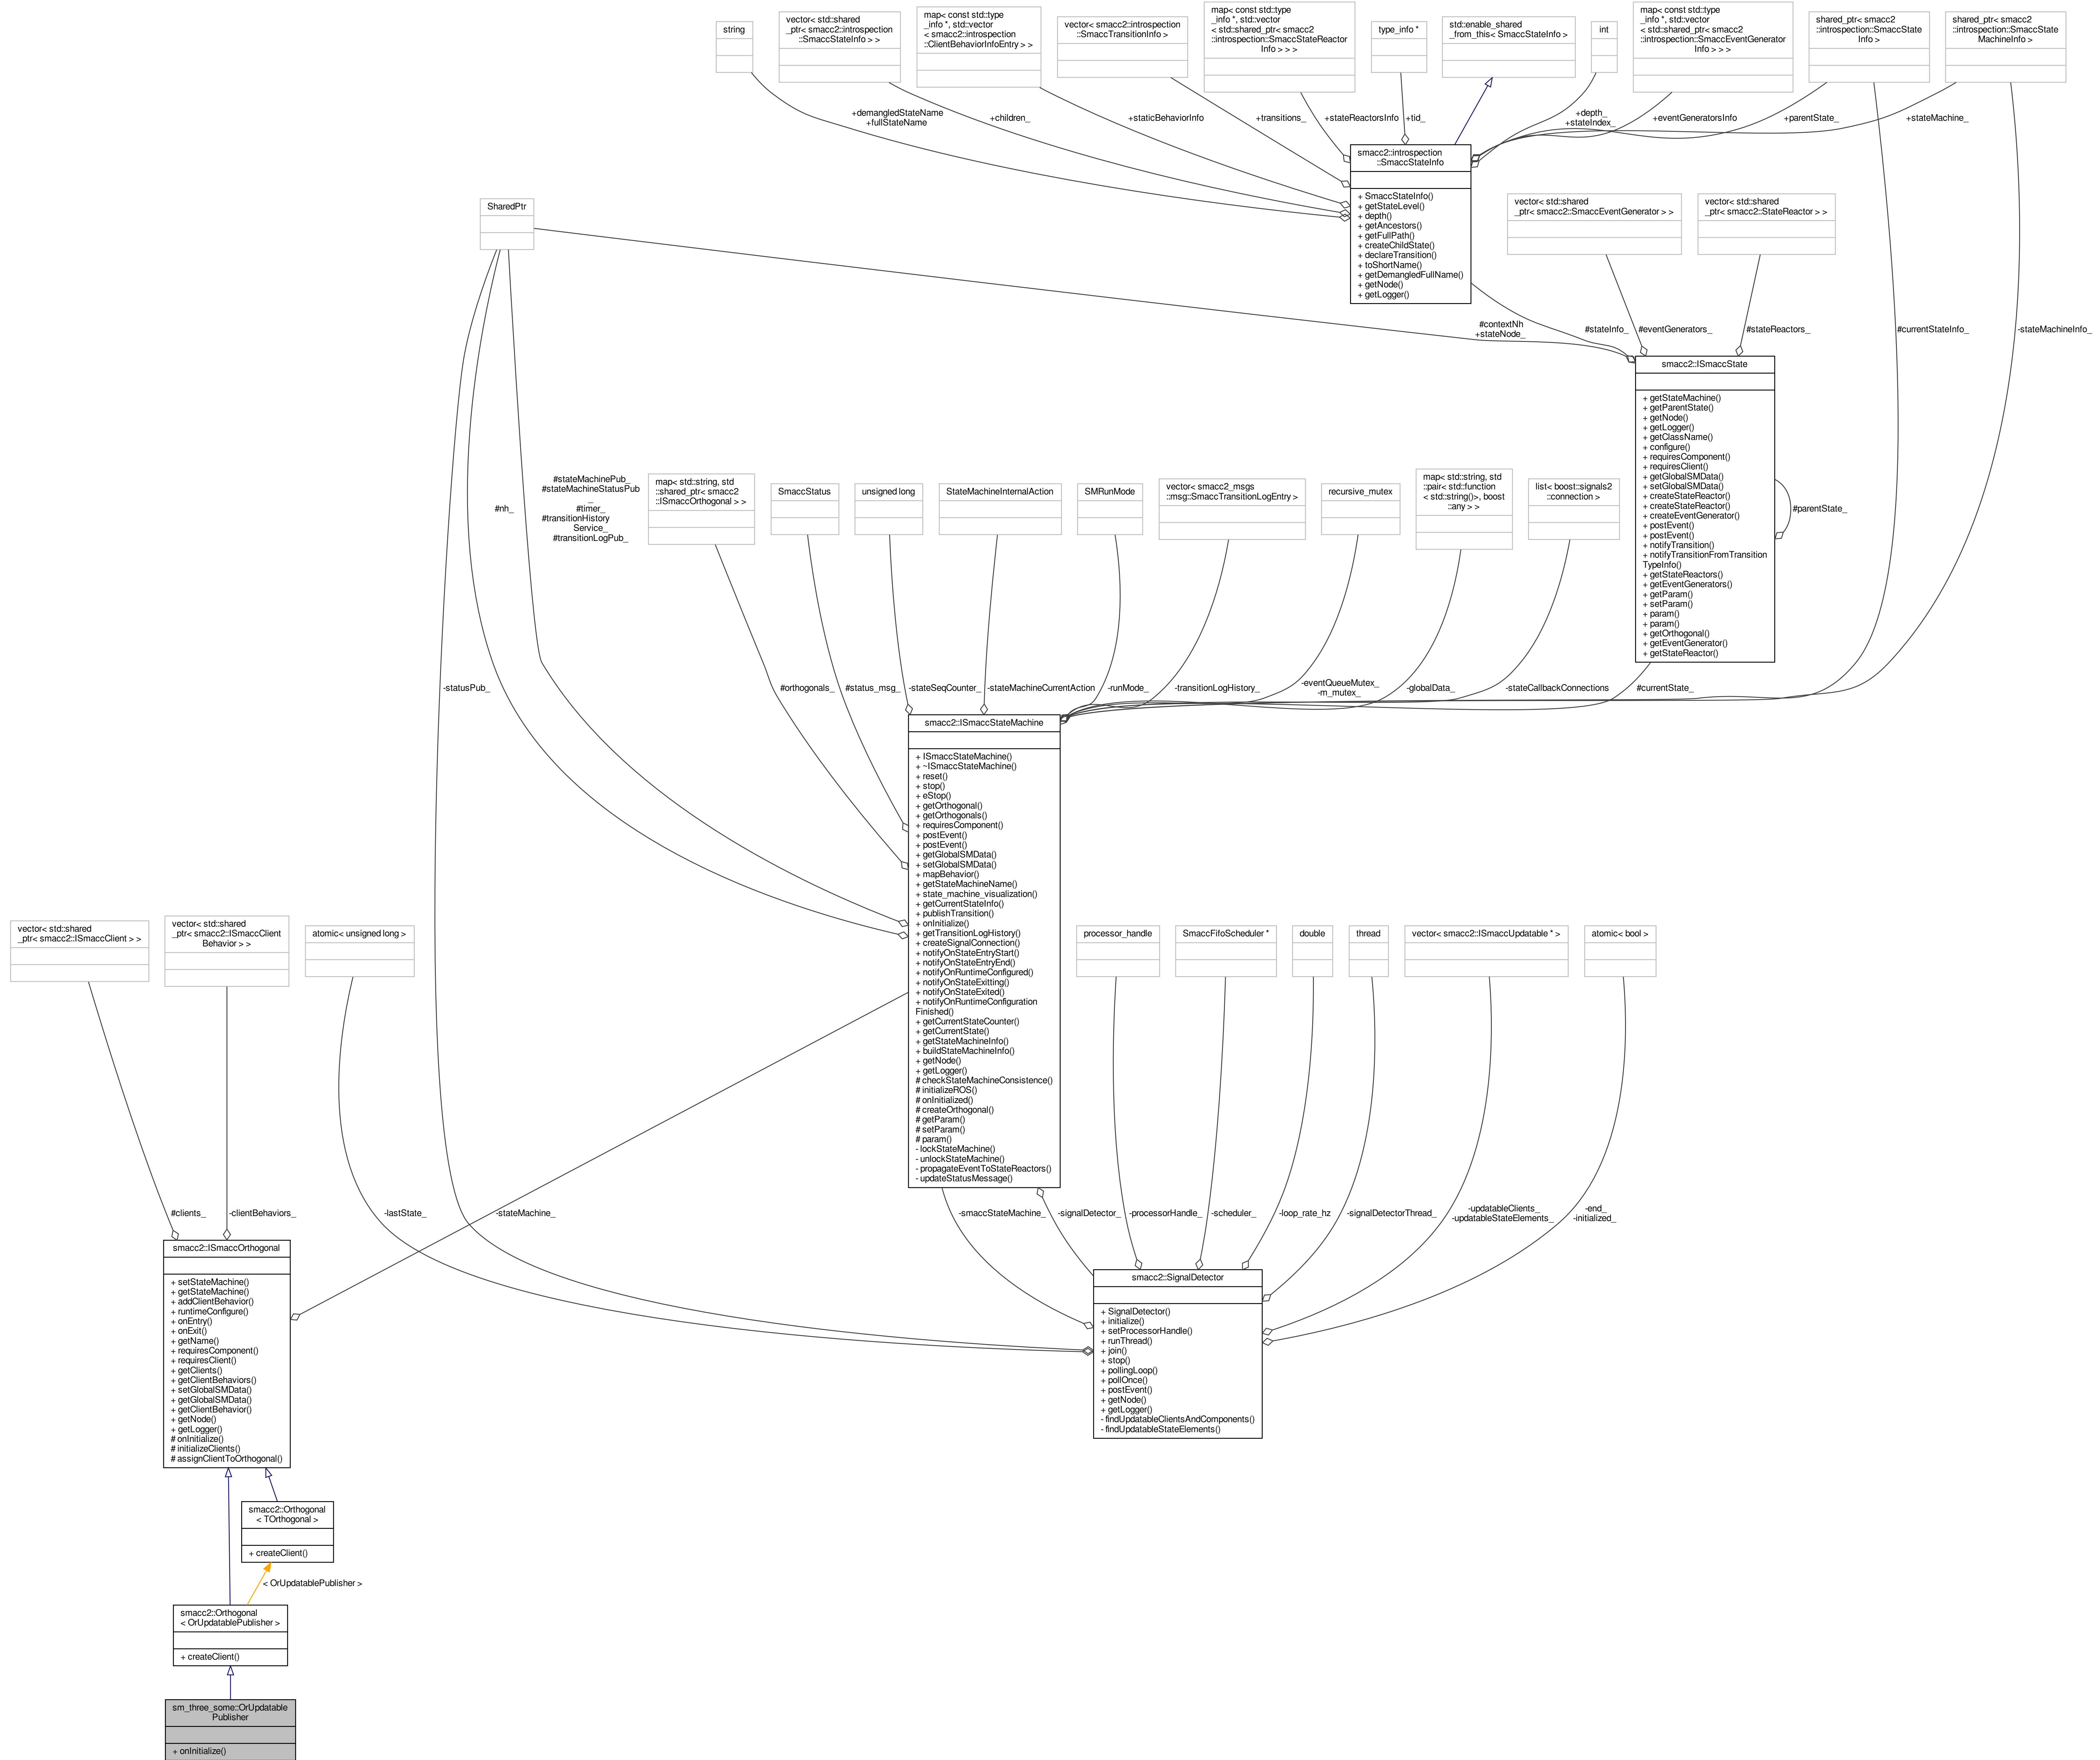 string
vector< std::shared
_ptr< smacc2::introspection
::SmaccStateInfo > >
map< const std::type
_info *, std::vector
< smacc2::introspection
::ClientBehaviorInfoEntry > >
vector< smacc2::introspection
::SmaccTransitionInfo >
map< const std::type
_info *, std::vector
< std::shared_ptr< smacc2
::introspection::SmaccStateReactor
Info > > >
type_info *
std::enable_shared
_from_this< SmaccStateInfo >
int
map< const std::type
_info *, std::vector
< std::shared_ptr< smacc2
::introspection::SmaccEventGenerator
Info > > >
shared_ptr< smacc2
::introspection::SmaccState
Info >
shared_ptr< smacc2
::introspection::SmaccState
MachineInfo >
+demangledStateName
+fullStateName
+children_
+staticBehaviorInfo
+transitions_
+stateReactorsInfo
+tid_
+depth_
+stateIndex_
+eventGeneratorsInfo
+parentState_
+stateMachine_
smacc2::introspection
::SmaccStateInfo
+ SmaccStateInfo()
+ getStateLevel()
+ depth()
+ getAncestors()
+ getFullPath()
+ createChildState()
+ declareTransition()
+ toShortName()
+ getDemangledFullName()
+ getNode()
+ getLogger()
SharedPtr
vector< std::shared
_ptr< smacc2::SmaccEventGenerator > >
vector< std::shared
_ptr< smacc2::StateReactor > >
#contextNh
+stateNode_
#stateInfo_
#eventGenerators_
#stateReactors_
#currentStateInfo_
-stateMachineInfo_
smacc2::ISmaccState
+ getStateMachine()
+ getParentState()
+ getNode()
+ getLogger()
+ getClassName()
+ configure()
+ requiresComponent()
+ requiresClient()
+ getGlobalSMData()
+ setGlobalSMData()
+ createStateReactor()
+ createStateReactor()
+ createEventGenerator()
+ postEvent()
+ postEvent()
+ notifyTransition()
+ notifyTransitionFromTransition
TypeInfo()
+ getStateReactors()
+ getEventGenerators()
+ getParam()
+ setParam()
+ param()
+ param()
+ getOrthogonal()
+ getEventGenerator()
+ getStateReactor()
#parentState_
#nh_
#stateMachinePub_
#stateMachineStatusPub
_
#timer_
#transitionHistory
Service_
#transitionLogPub_
map< std::string, std
::shared_ptr< smacc2
::ISmaccOrthogonal > >
SmaccStatus
unsigned long
StateMachineInternalAction
SMRunMode
vector< smacc2_msgs
::msg::SmaccTransitionLogEntry >
recursive_mutex
map< std::string, std
::pair< std::function
< std::string()>, boost
::any > >
list< boost::signals2
::connection >
-statusPub_
#orthogonals_
#status_msg_
-stateSeqCounter_
-stateMachineCurrentAction
-runMode_
-transitionLogHistory_
-eventQueueMutex_
-m_mutex_
-globalData_
-stateCallbackConnections
#currentState_
smacc2::ISmaccStateMachine
+ ISmaccStateMachine()
+ ~ISmaccStateMachine()
+ reset()
+ stop()
+ eStop()
+ getOrthogonal()
+ getOrthogonals()
+ requiresComponent()
+ postEvent()
+ postEvent()
+ getGlobalSMData()
+ setGlobalSMData()
+ mapBehavior()
+ getStateMachineName()
+ state_machine_visualization()
+ getCurrentStateInfo()
+ publishTransition()
+ onInitialize()
+ getTransitionLogHistory()
+ createSignalConnection()
+ notifyOnStateEntryStart()
+ notifyOnStateEntryEnd()
+ notifyOnRuntimeConfigured()
+ notifyOnStateExitting()
+ notifyOnStateExited()
+ notifyOnRuntimeConfiguration
Finished()
+ getCurrentStateCounter()
+ getCurrentState()
+ getStateMachineInfo()
+ buildStateMachineInfo()
+ getNode()
+ getLogger()
# checkStateMachineConsistence()
# initializeROS()
# onInitialized()
# createOrthogonal()
# getParam()
# setParam()
# param()
- lockStateMachine()
- unlockStateMachine()
- propagateEventToStateReactors()
- updateStatusMessage()
vector< std::shared
_ptr< smacc2::ISmaccClient > >
vector< std::shared
_ptr< smacc2::ISmaccClient
Behavior > >
atomic< unsigned long >
processor_handle
SmaccFifoScheduler *
double
thread
vector< smacc2::ISmaccUpdatable * >
atomic< bool >
#clients_
-clientBehaviors_
-lastState_
-stateMachine_
-smaccStateMachine_
-signalDetector_
-processorHandle_
-scheduler_
-loop_rate_hz
-signalDetectorThread_
-updatableClients_
-updatableStateElements_
-end_
-initialized_
smacc2::ISmaccOrthogonal
+ setStateMachine()
+ getStateMachine()
+ addClientBehavior()
+ runtimeConfigure()
+ onEntry()
+ onExit()
+ getName()
+ requiresComponent()
+ requiresClient()
+ getClients()
+ getClientBehaviors()
+ setGlobalSMData()
+ getGlobalSMData()
+ getClientBehavior()
+ getNode()
+ getLogger()
# onInitialize()
# initializeClients()
# assignClientToOrthogonal()
smacc2::SignalDetector
+ SignalDetector()
+ initialize()
+ setProcessorHandle()
+ runThread()
+ join()
+ stop()
+ pollingLoop()
+ pollOnce()
+ postEvent()
+ getNode()
+ getLogger()
- findUpdatableClientsAndComponents()
- findUpdatableStateElements()
smacc2::Orthogonal
< TOrthogonal >
+ createClient()
< OrUpdatablePublisher >
smacc2::Orthogonal
< OrUpdatablePublisher >
+ createClient()
sm_three_some::OrUpdatable
Publisher
+ onInitialize()